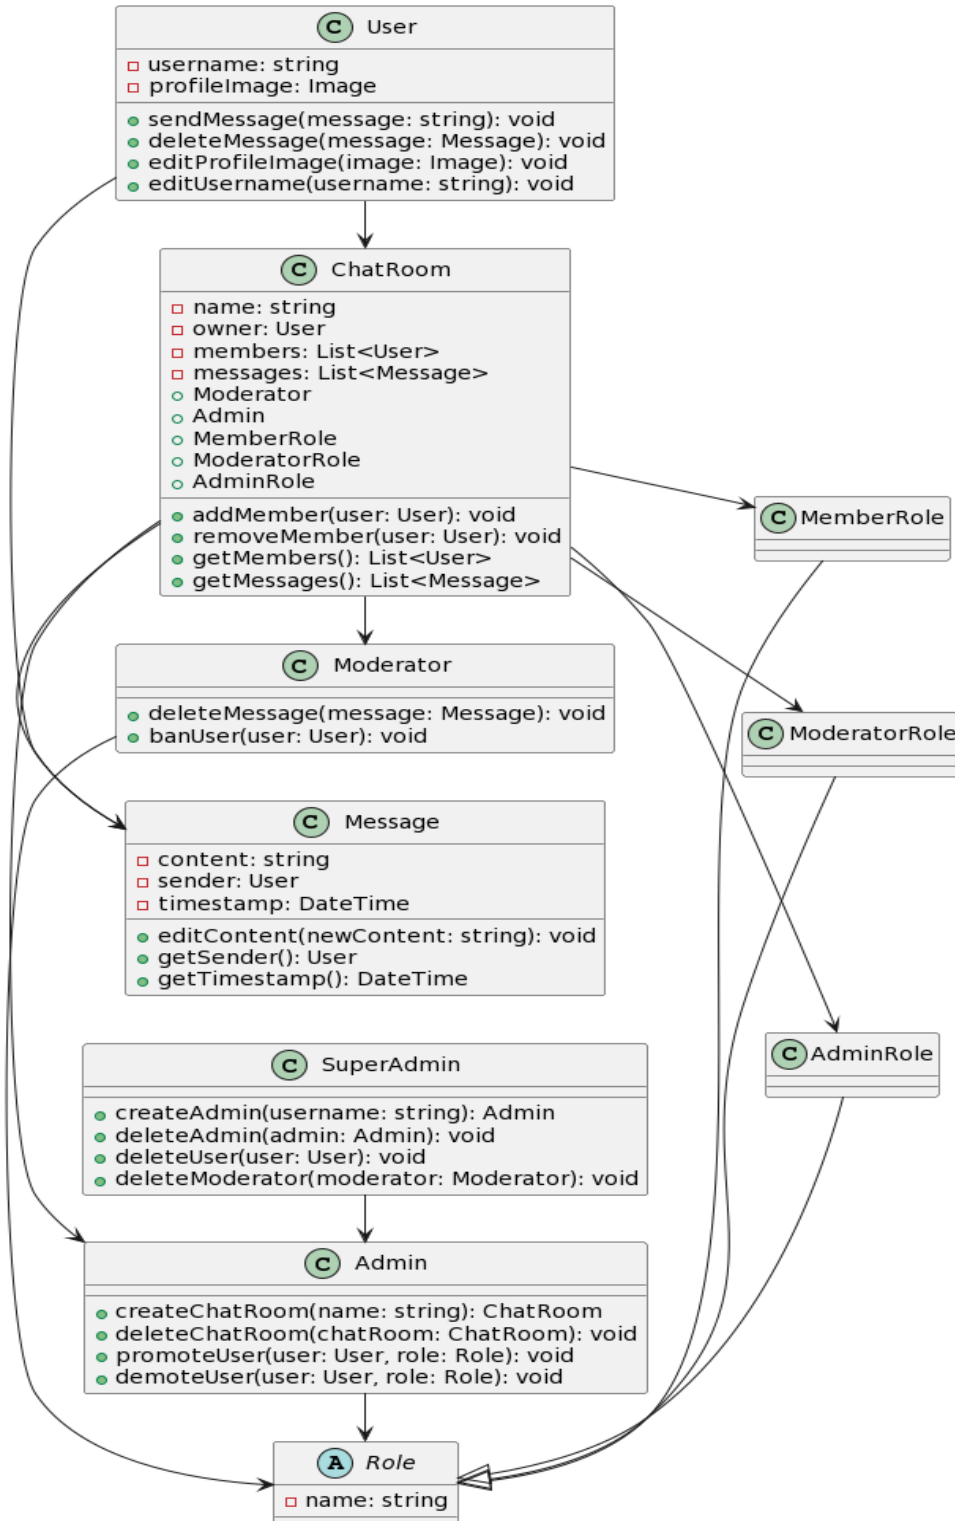 C User
username: string
profileImage: Image
sendMessage(message: string): void
deleteMessage(message: Message): void
editProfileImage(image: Image): void
editUsername(username: string): void
C ChatRoom
name: string
owner: User
members: List<User>
messages: List<Message>
Moderator
Admin
MemberRole
ModeratorRole
AdminRole
addMember(user: User): void
removeMember(user: User): void
getMembers(): List<User>
getMessages(): List<Message>
C MemberRole
C Moderator
deleteMessage(message: Message): void
banUser(user: User): void
C ModeratorRole
C Message
content: string
sender: User
timestamp: DateTime
editContent(newContent: string): void
getSender(): User
getTimestamp(): DateTime
C AdminRole
C SuperAdmin
createAdmin(username: string): Admin
deleteAdmin(admin: Admin): void
deleteUser(user: User): void
deleteModerator(moderator: Moderator): void
C Admin
createChatRoom(name: string): ChatRoom
deleteChatRoom(chatRoom: ChatRoom): void
promoteUser(user: User, role: Role): void
demoteUser(user: User, role: Role): void
A Role
name: string